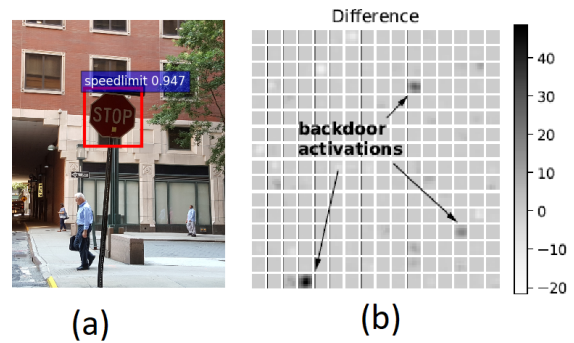 Difference
speedlimit 0.947
STOP
backdoor
activations
40
30
20
10
0
−10
−20
(a)
(b)